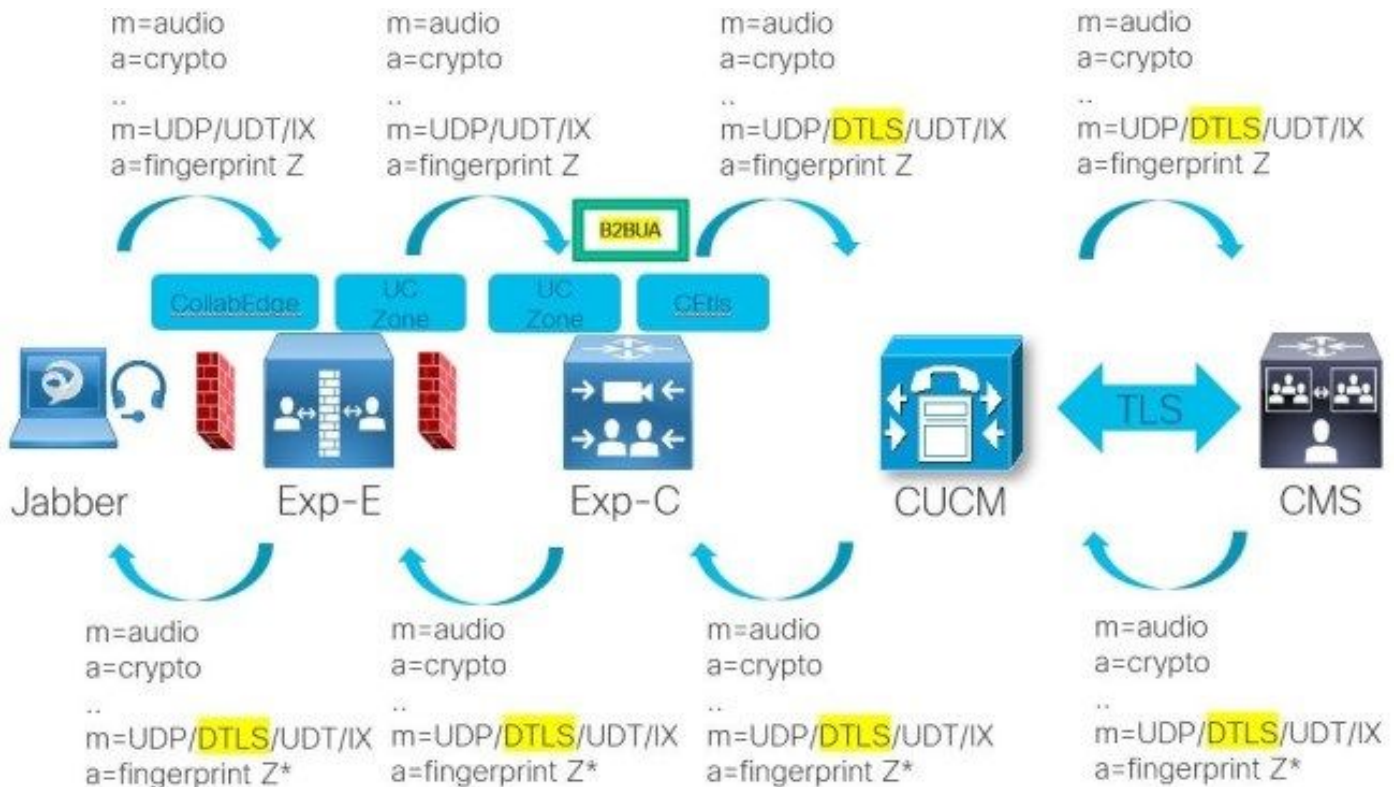 m=audio
a=crypto
..
m=UDP/UDT/IX
a=fingerprint Z
m=audio
a=crypto
..
m=UDP/UDT/IX
a=fingerprint Z
m=audio
a=crypto
..
m=UDP/DTLS/UDT/IX
a=fingerprint Z
m=audio
a=crypto
..
m=UDP/DTLS/UDT/IX
a=fingerprint Z
B2BUA
CollabEdge
UC
Zone
UC
Zone
CEtls
TLS
Jabber
Exp-E
Exp-C
CUCM
CMS
m=audio
a=crypto
..
m=UDP/DTLS/UDT/IX
a=fingerprint Z*
m=audio
a=crypto
..
m=UDP/DTLS/UDT/IX
a=fingerprint Z*
m=audio
a=crypto
..
m=UDP/DTLS/UDT/IX
a=fingerprint Z*
m=audio
a=crypto
..
m=UDP/DTLS/UDT/IX
a=fingerprint Z*